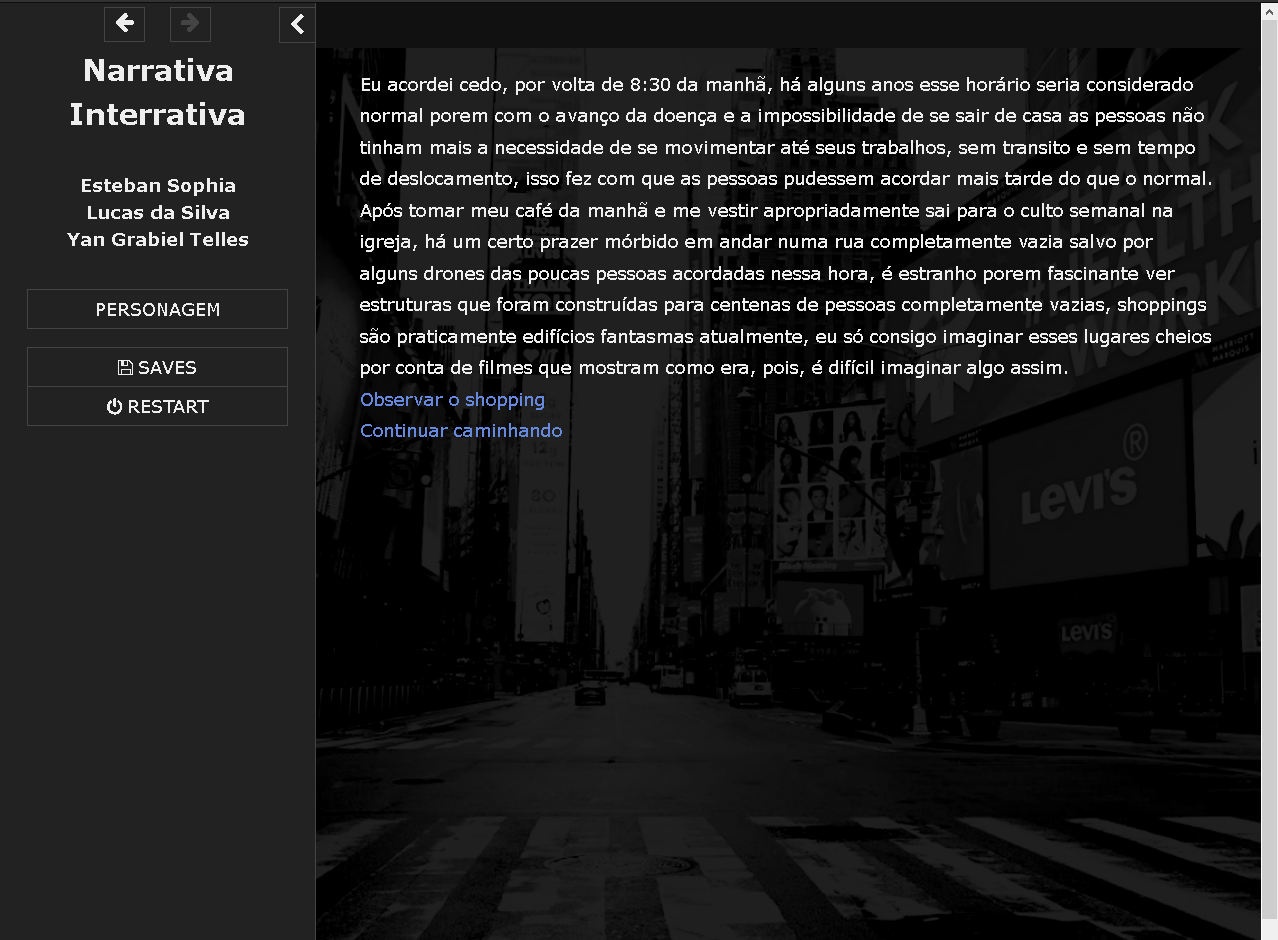 Narrativa
Interrativa
Esteban Sophia
Lucas da Silva
Yan Grabiel Telles
PERSONAGEM
SAVES
RESTART
Eu acordei cedo, por volta de 8:30 da manhã, há alguns anos esse horário seria considerado
normal porem com o avanço da doença e a impossibilidade de se sair de casa as pessoas não
tinham mais a necessidade de se movimentar até seus trabalhos, sem transito e sem tempo
de deslocamento, isso fez com que as pessoas pudessem acordar mais tarde do que o normal.
Após tomar meu café da manhã e me vestir apropriadamente sai para o culto semanal na
igreja, há um certo prazer mórbido em andar numa rua completamente vazia salvo por
alguns drones das poucas pessoas acordadas nessa hora, é estranho porem fascinante ver
estruturas que foram construídas para centenas de pessoas completamente vazias, shoppings
são praticamente edifícios fantasmas atualmente, eu só consigo imaginar esses lugares cheios
por conta de filmes que mostram como era, pois, é difícil imaginar algo assim.
Observar o shopping
Continuar caminhando
MARRIOTT
MARQUIS
LEVI'S
®
LEVI'S